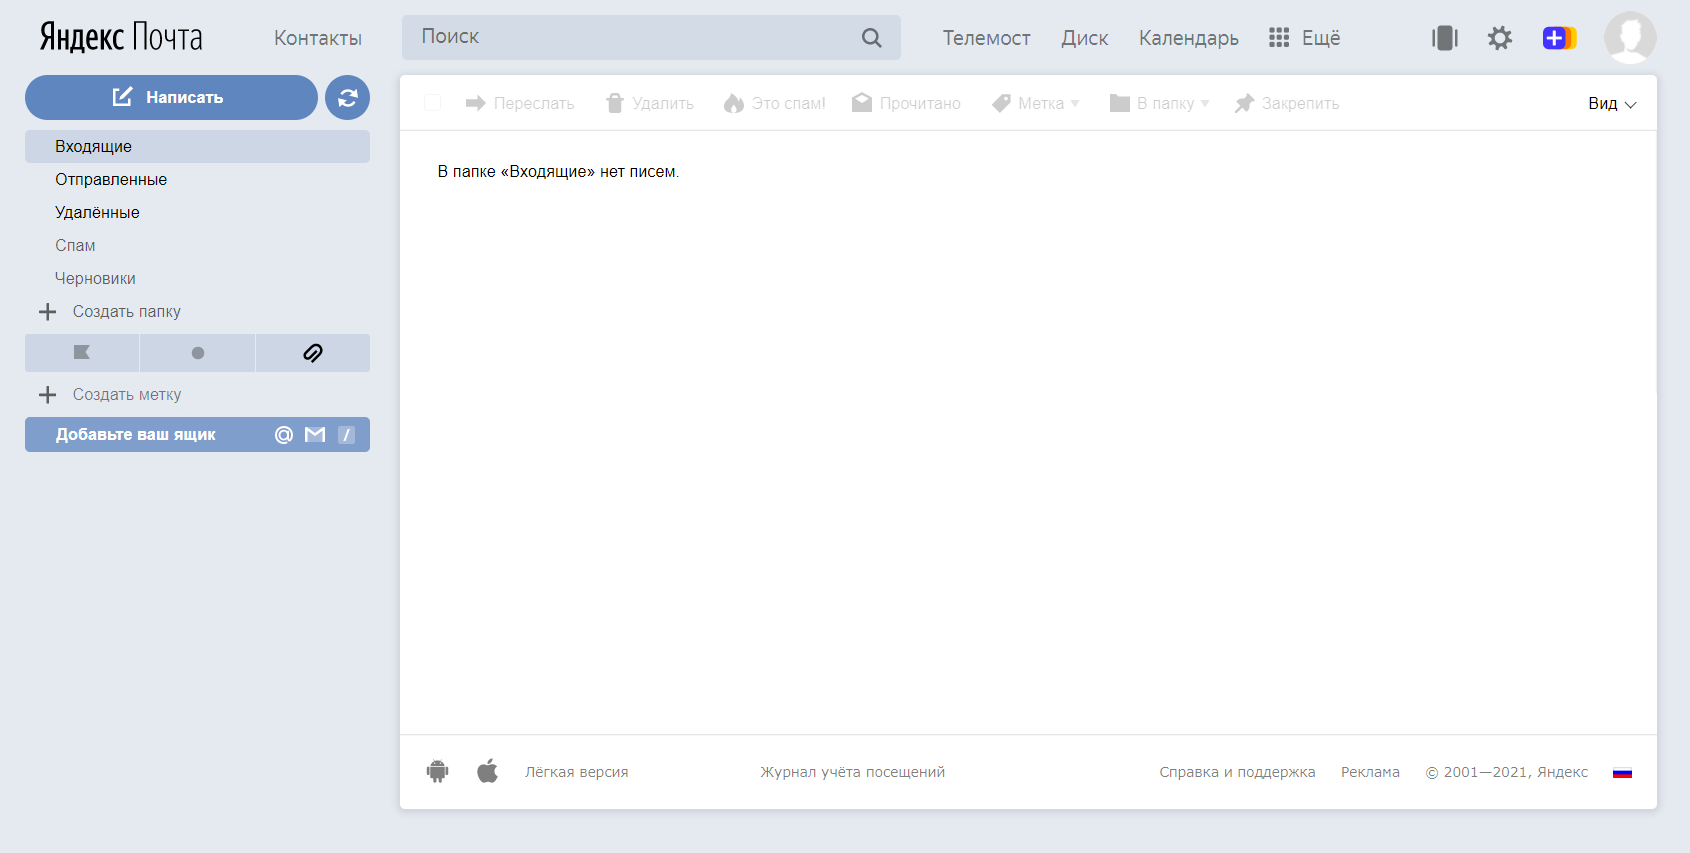 Яндекс Почта
Контакты
Поиск
Телемост
Диск
Календарь
Ещё
Написать
Переслать
Удалить
Это спам!
Прочитано
Метка
В папку
Закрепить
Вид
Входящие
Отправленные
Удалённые
Спам
Черновики
Создать папку
Создать метку
Добавьте ваш ящик
В папке «Входящие» нет писем.
Лёгкая версия
Журнал учёта посещений
Справка и поддержка
Реклама
© 2001—2021, Яндекс